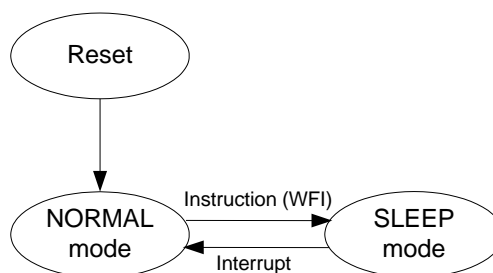 Reset
Instruction (WFI)
NORMAL
mode
SLEEP
mode
Interrupt